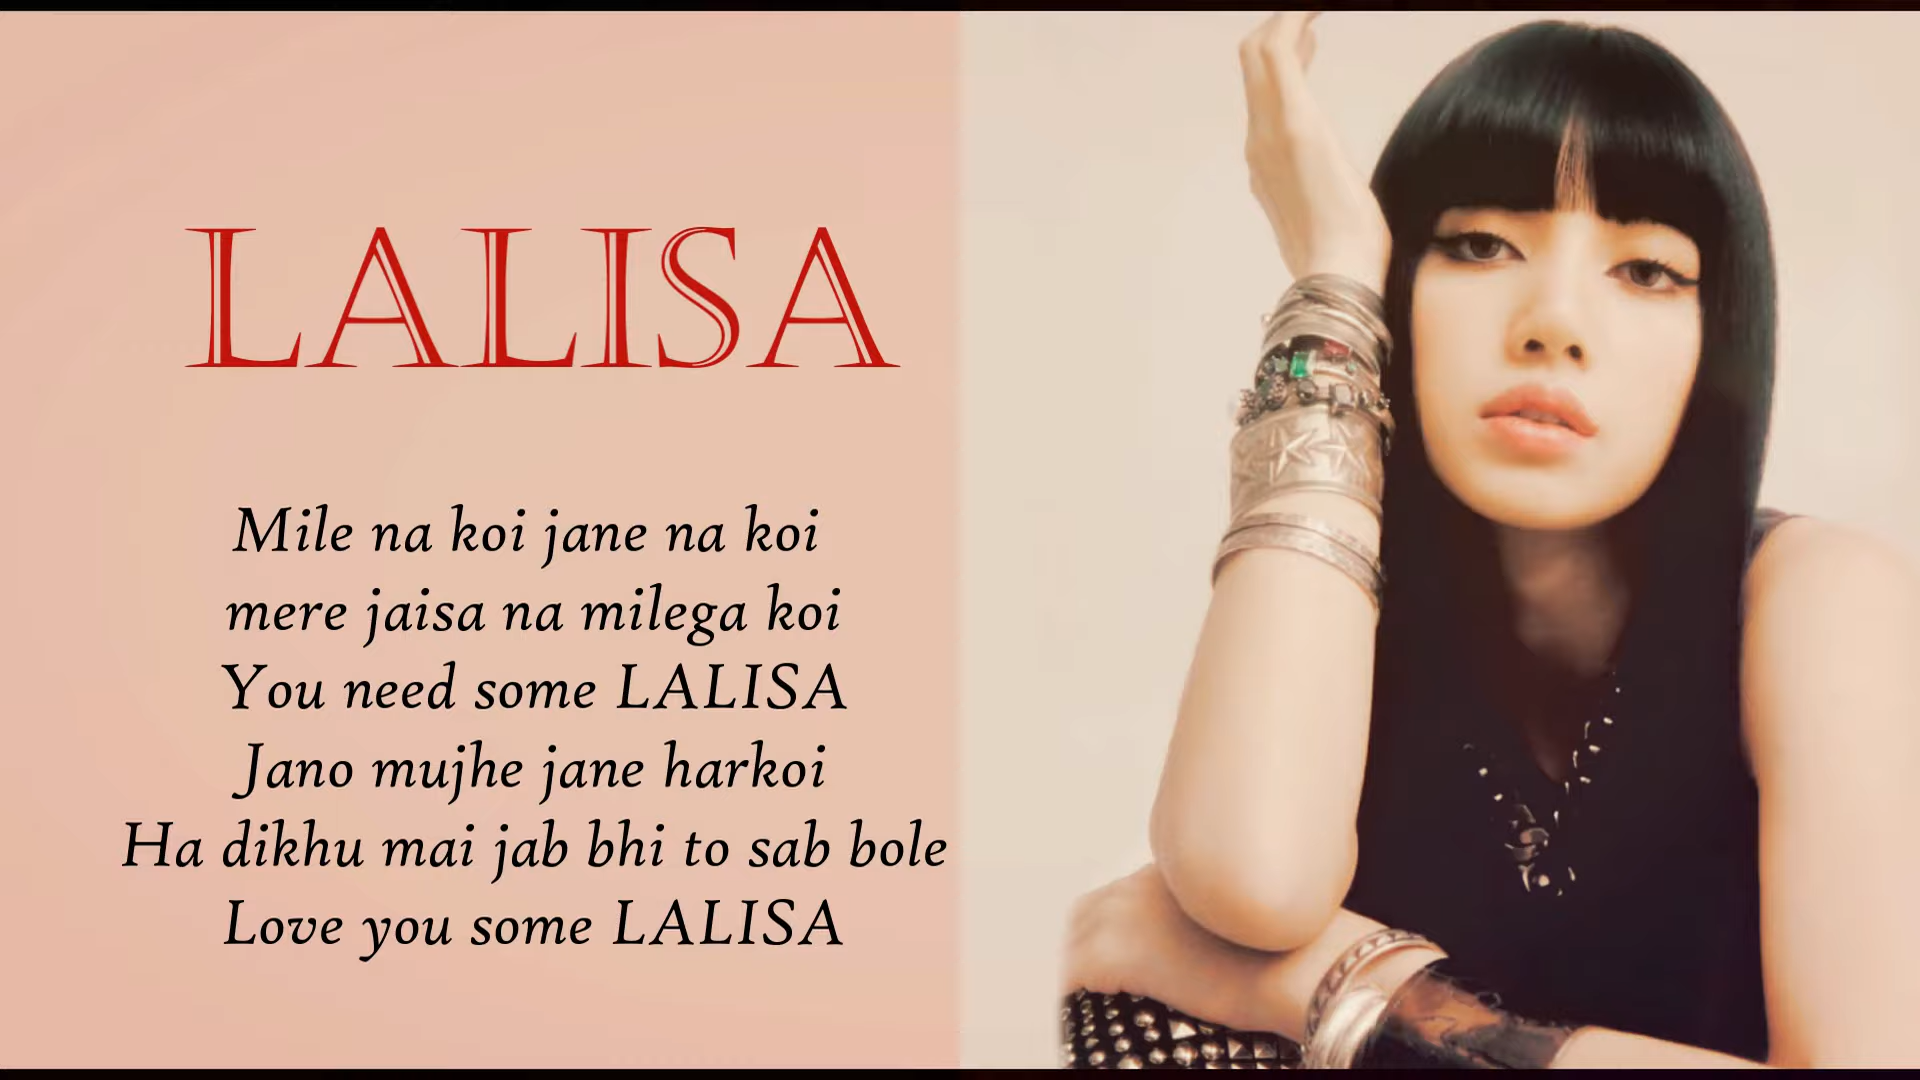 LALISA
Mile na koi jane na koi
mere jaisa na milega koi
You need some LALISA
Jano mujhe jane harkoi
Ha dikhu mai jab bhi to sab bole
Love you some LALISA